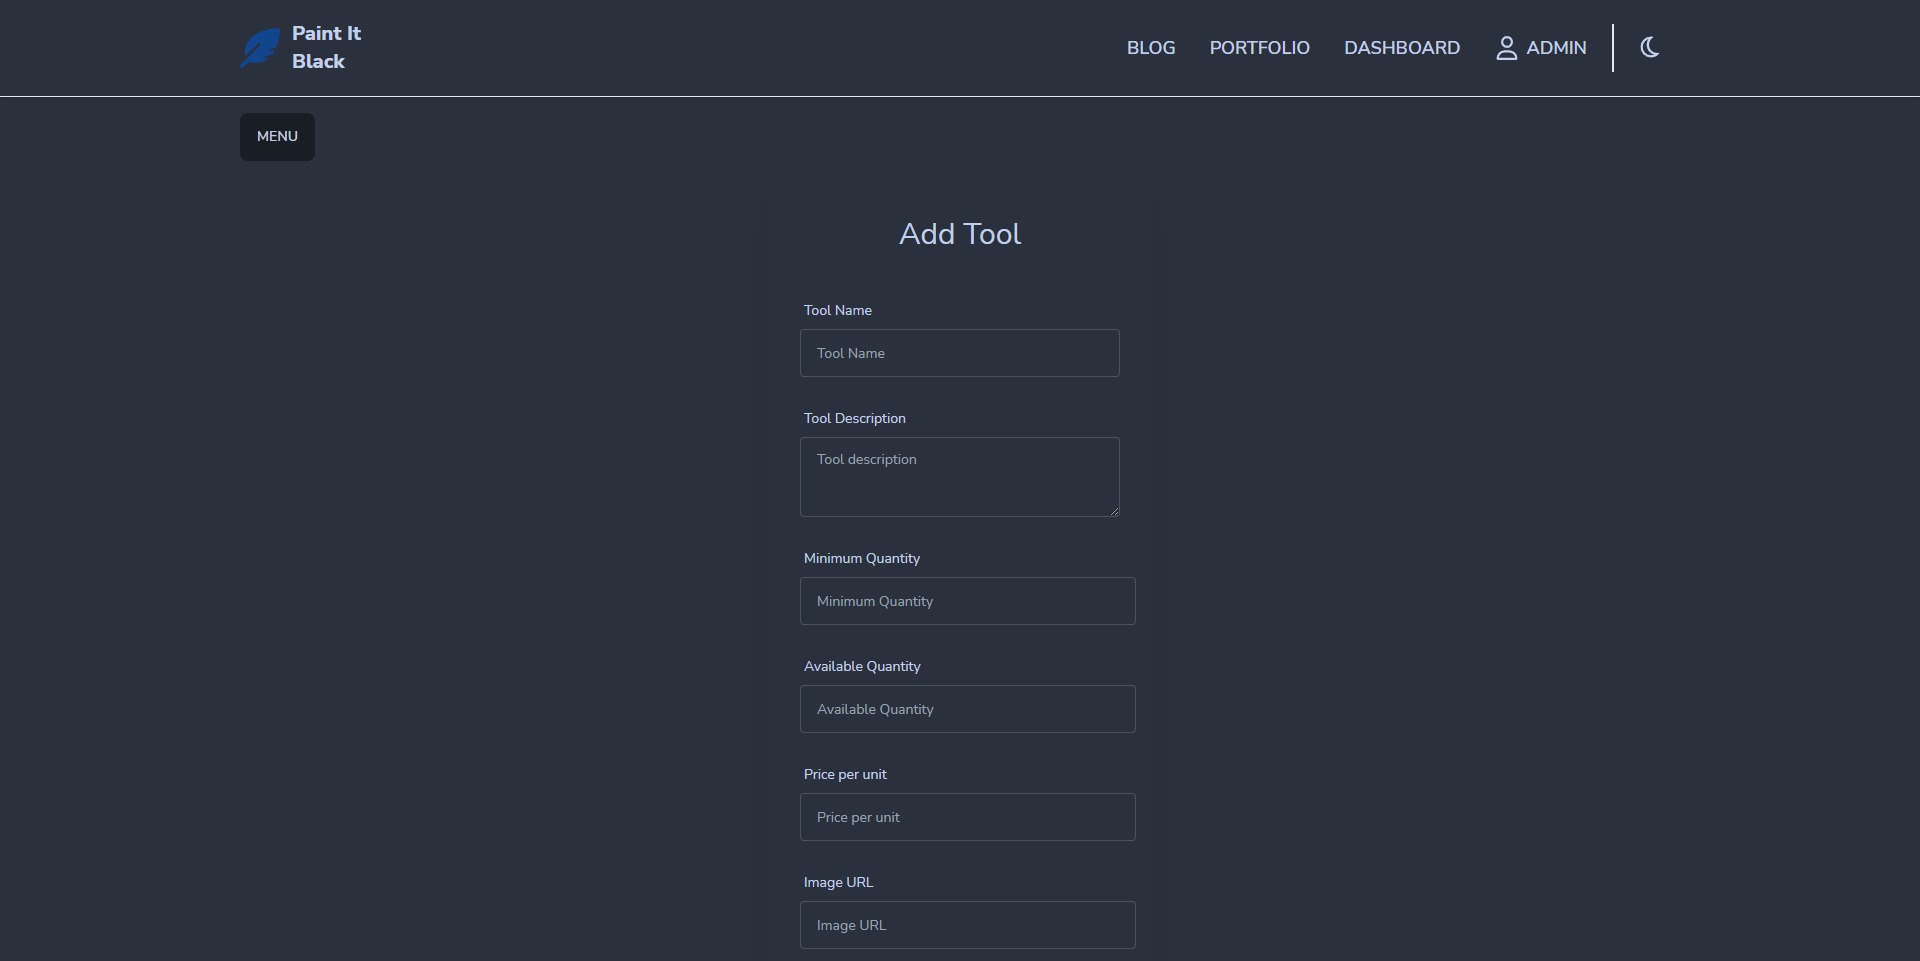 Paint It
Black
BLOG
PORTFOLIO
DASHBOARD
ADMIN
MENU
Add Tool
Tool Name
Tool Name
Tool Description
Tool description
Minimum Quantity
Minimum Quantity
Available Quantity
Available Quantity
Price per unit
Price per unit
Image URL
Image URL